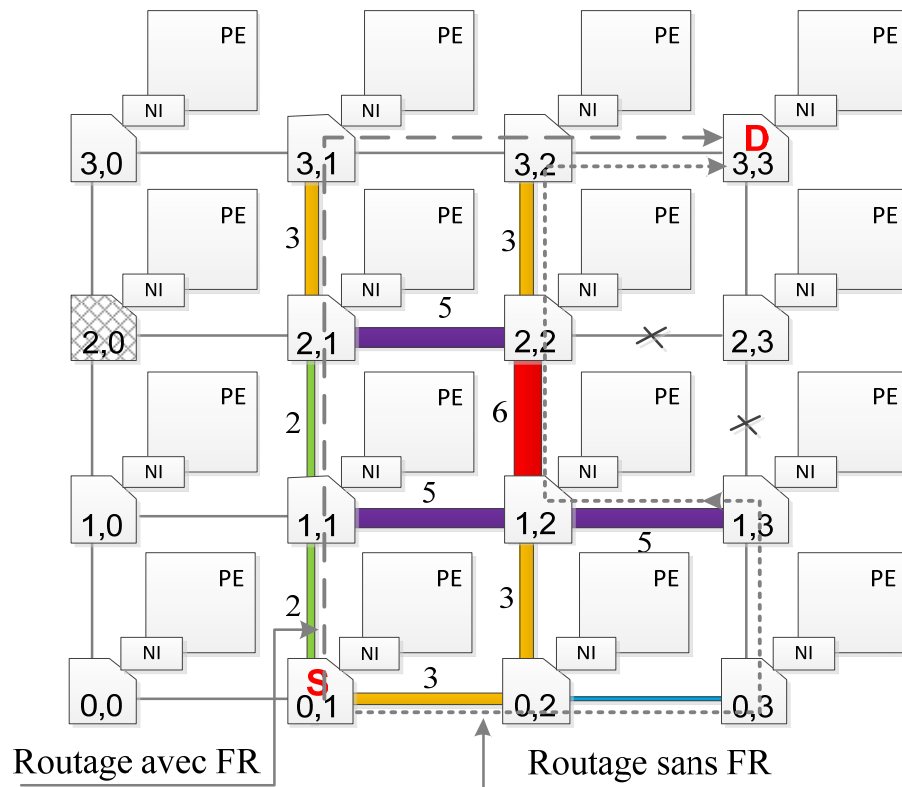 PE PE PE PE
NI NI NI NI
D
3,0 3,1 3,2 3,3
PE PE PE PE
3 3
NI NI NI NI
5
2,0 2,1 2,2 2,3
PE PE PE PE
2 6
NI NI NI NI
5
1,0 1,1 1,2 1,3
5
PE PE PE PE
2 3
NI NI NI NI
S 3
0,0 0,1 0,2 0,3
Routage avec FR Routage sans FR